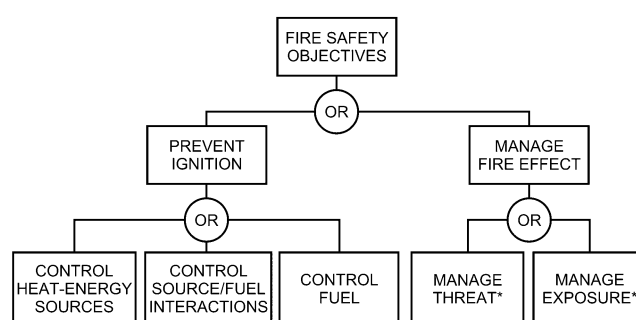 FIRE SAFETY
OBJECTIVES
OR
PREVENT
IGNITION
MANAGE
FIRE EFFECT
OR
OR
CONTROL
HEAT-ENERGY
SOURCES
CONTROL
SOURCE/FUEL
INTERACTIONS
CONTROL
FUEL
MANAGE
THREAT*
MANAGE
EXPOSURE*